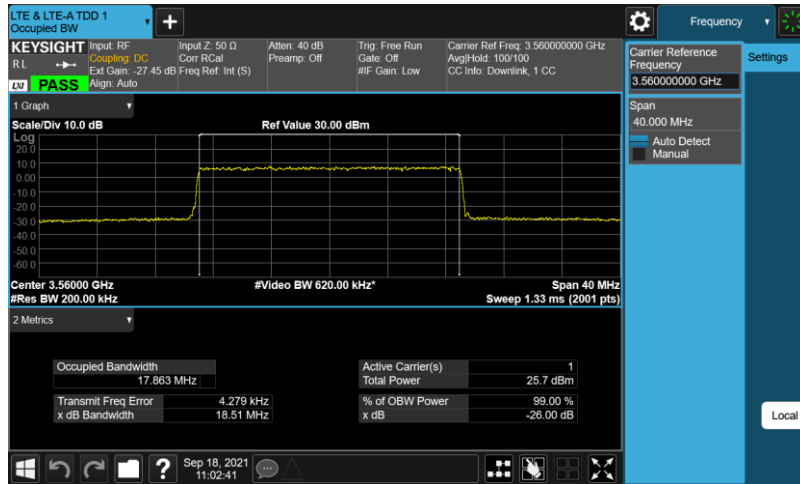 LTE & LTE-A TDD 1
Occupied BW
+
Frequency
KEYSIGHT
R L
LXI
PASS
Input: RF
Coupling: DC
Ext Gain: -27.45 dB
Align: Auto
Input Z: 50 Ω
Corr RCal
Freq Ref: Int (S)
Atten: 40 dB
Preamp: Off
Trig: Free Run
Gate: Off
#IF Gain: Low
Carrier Ref Freq: 3.560000000 GHz
Avg|Hold: 100/100
CC Info: Downlink, 1 CC
Carrier Reference
Frequency
3.560000000 GHz
Settings
Span
40.000 MHz
Auto Detect
Manual
1 Graph
Scale/Div 10.0 dB
Ref Value 30.00 dBm
Log
20.0
10.0
0.00
-10.0
-20.0
-30.0
-40.0
-50.0
-60.0
Center 3.56000 GHz
#Video BW 620.00 kHz*
Span 40 MHz
#Res BW 200.00 kHz
Sweep 1.33 ms (2001 pts)
2 Metrics
Occupied Bandwidth
17.863 MHz
Transmit Freq Error 4.279 kHz
x dB Bandwidth 18.51 MHz
Active Carrier(s) 1
Total Power 25.7 dBm
% of OBW Power 99.00 %
x dB -26.00 dB
Local
?
Sep 18, 2021
11:02:41